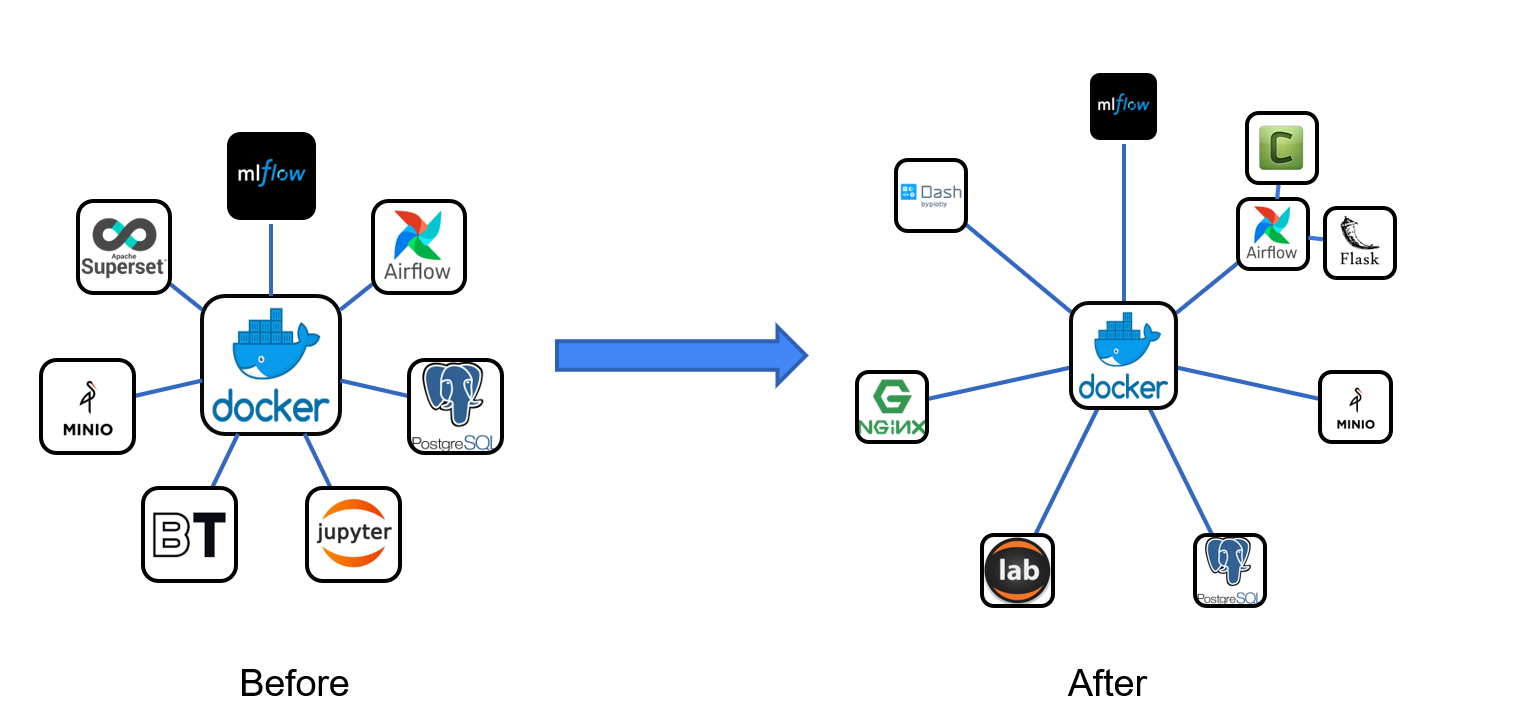 mlflow
Apache
Superset
Airflow
docker
MINIO
PostgreSQL
BT
jupyter
Before
mlflow
C
Dash
by plotly
Airflow
Flask
docker
NGiNX
MINIO
lab
PostgreSQL
After